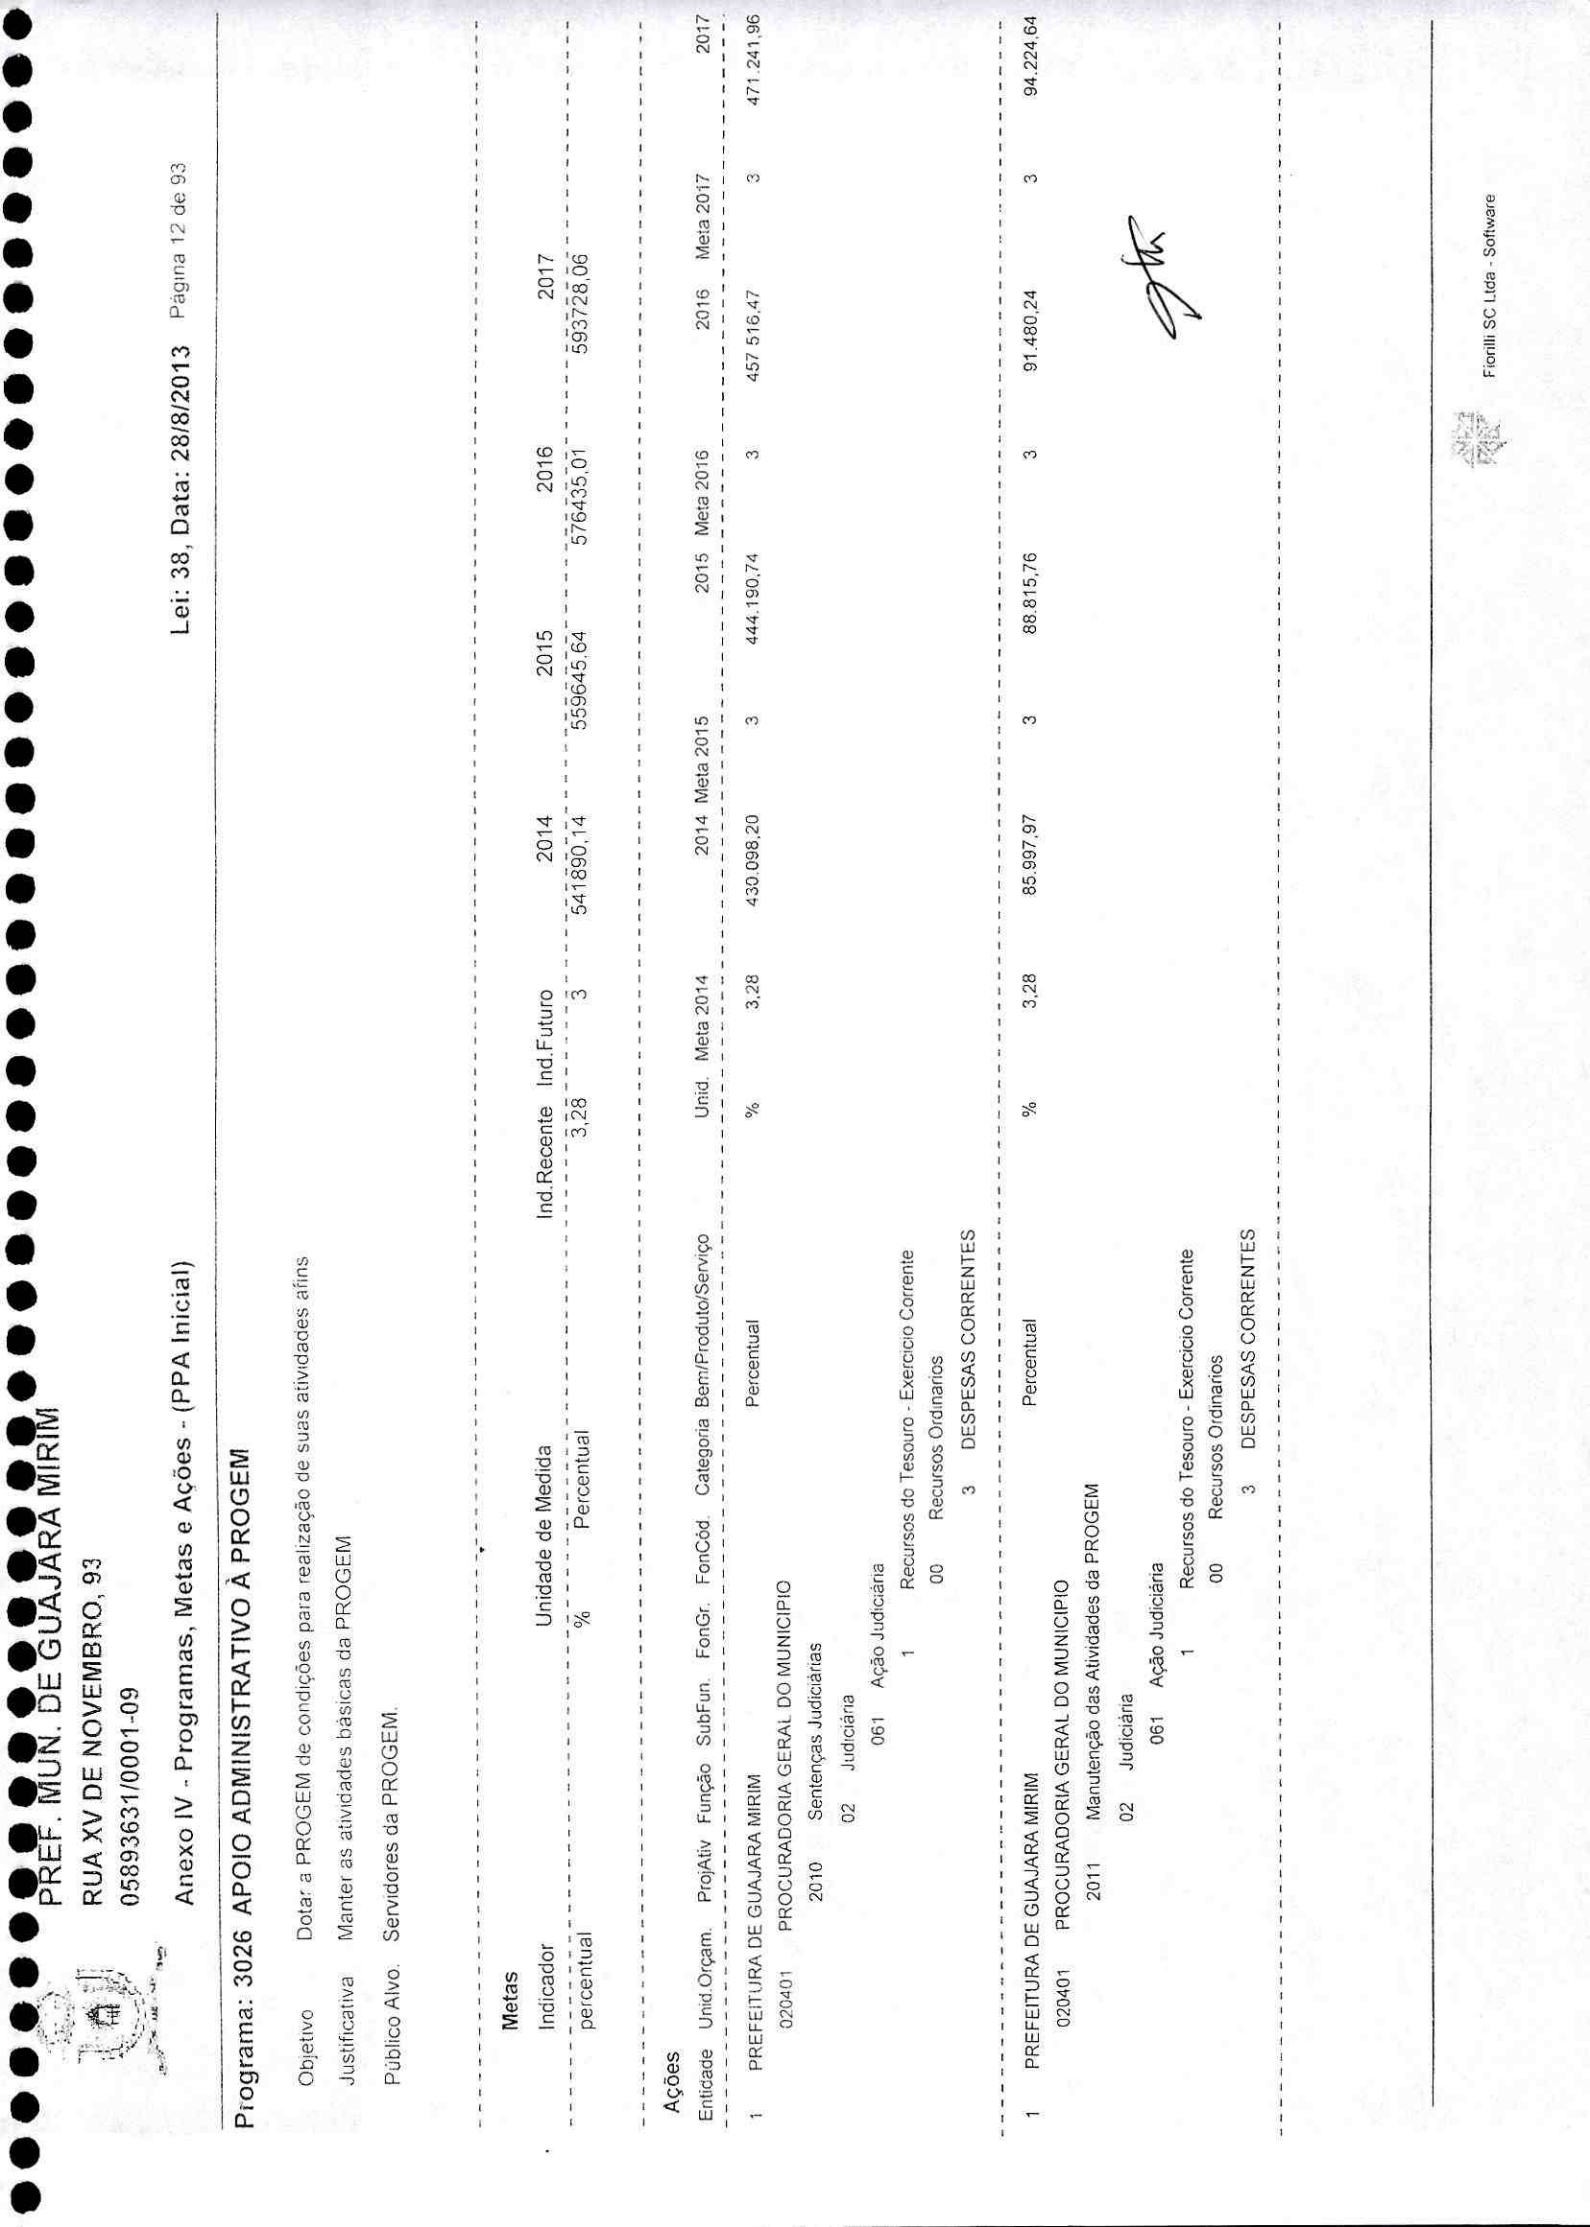 PREF. MUN. DE GUAJARA MIRIM
RUA XV DE NOVEMBRO, 93
05893631/0001-09
Anexo IV - Programas, Metas e Ações - (PPA Inicial) Lei: 38, Data: 28/8/2013 Página 12 de 93
Programa: 3026 APOIO ADMINISTRATIVO À PROGEM
Objetivo Dotar a PROGEM de condições para realização de suas atividades afins
Justificativa Manter as atividades básicas da PROGEM
Público Alvo. Servidores da PROGEM.
Metas
Indicador Unidade de Medida Ind.Recente Ind.Futuro 2014 2015 2016 2017
percentual % Percentual 3,28 3 541890,14 559645,64 576435,01 593728,06
Ações
Entidade Unid.Orçam. ProjAtiv Função SubFun. FonGr. FonCód. Categoria Bem/Produto/Serviço Unid. Meta 2014 2014 Meta 2015 2015 Meta 2016 2016 Meta 2017 2017
1 PREFEITURA DE GUAJARA MIRIM Percentual % 3,28 430.098,20 3 444.190,74 3 457 516,47 3 471.241,96
020401 PROCURADORIA GERAL DO MUNICIPIO
2010 Sentenças Judiciárias
02 Judiciária
061 Ação Judiciária
1 Recursos do Tesouro - Exercicio Corrente
00 Recursos Ordinarios
3 DESPESAS CORRENTES
1 PREFEITURA DE GUAJARA MIRIM Percentual % 3,28 85.997,97 3 88.815,76 3 91.480,24 3 94.224,64
020401 PROCURADORIA GERAL DO MUNICIPIO
2011 Manutenção das Atividades da PROGEM
02 Judiciária
061 Ação Judiciária
1 Recursos do Tesouro - Exercicio Corrente
00 Recursos Ordinarios
3 DESPESAS CORRENTES
Fiorilli SC Ltda - Software